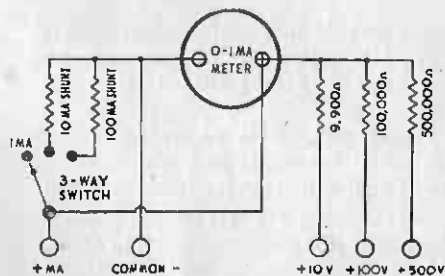 0-1MA
METER
10 MA SHUNT
100 MA SHUNT
9,900Ω
100,000Ω
500,000Ω
1MA
3-WAY
SWITCH
+ MA
COMMON -
+10V
+100V
+500V